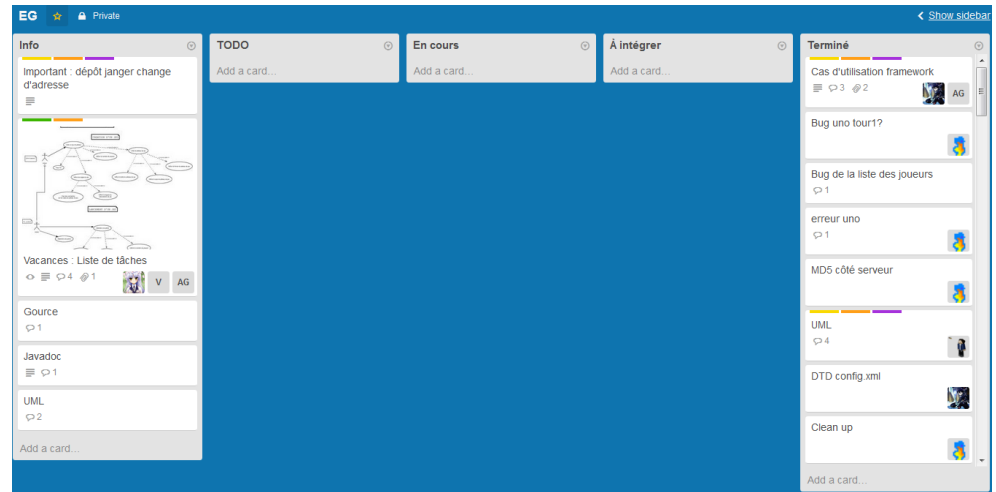 EG
Private
Show sidebar
Info
Important : dépôt janger change
d'adresse
Vacances : Liste de tâches
4
1
V
AG
Gource
1
Javadoc
1
UML
2
Add a card...
TODO
Add a card...
En cours
Add a card...
À intégrer
Add a card...
Terminé
Cas d'utilisation framework
3
2
AG
Bug uno tour1?
Bug de la liste des joueurs
1
erreur uno
1
MD5 côté serveur
UML
4
DTD config.xml
Clean up
Add a card...